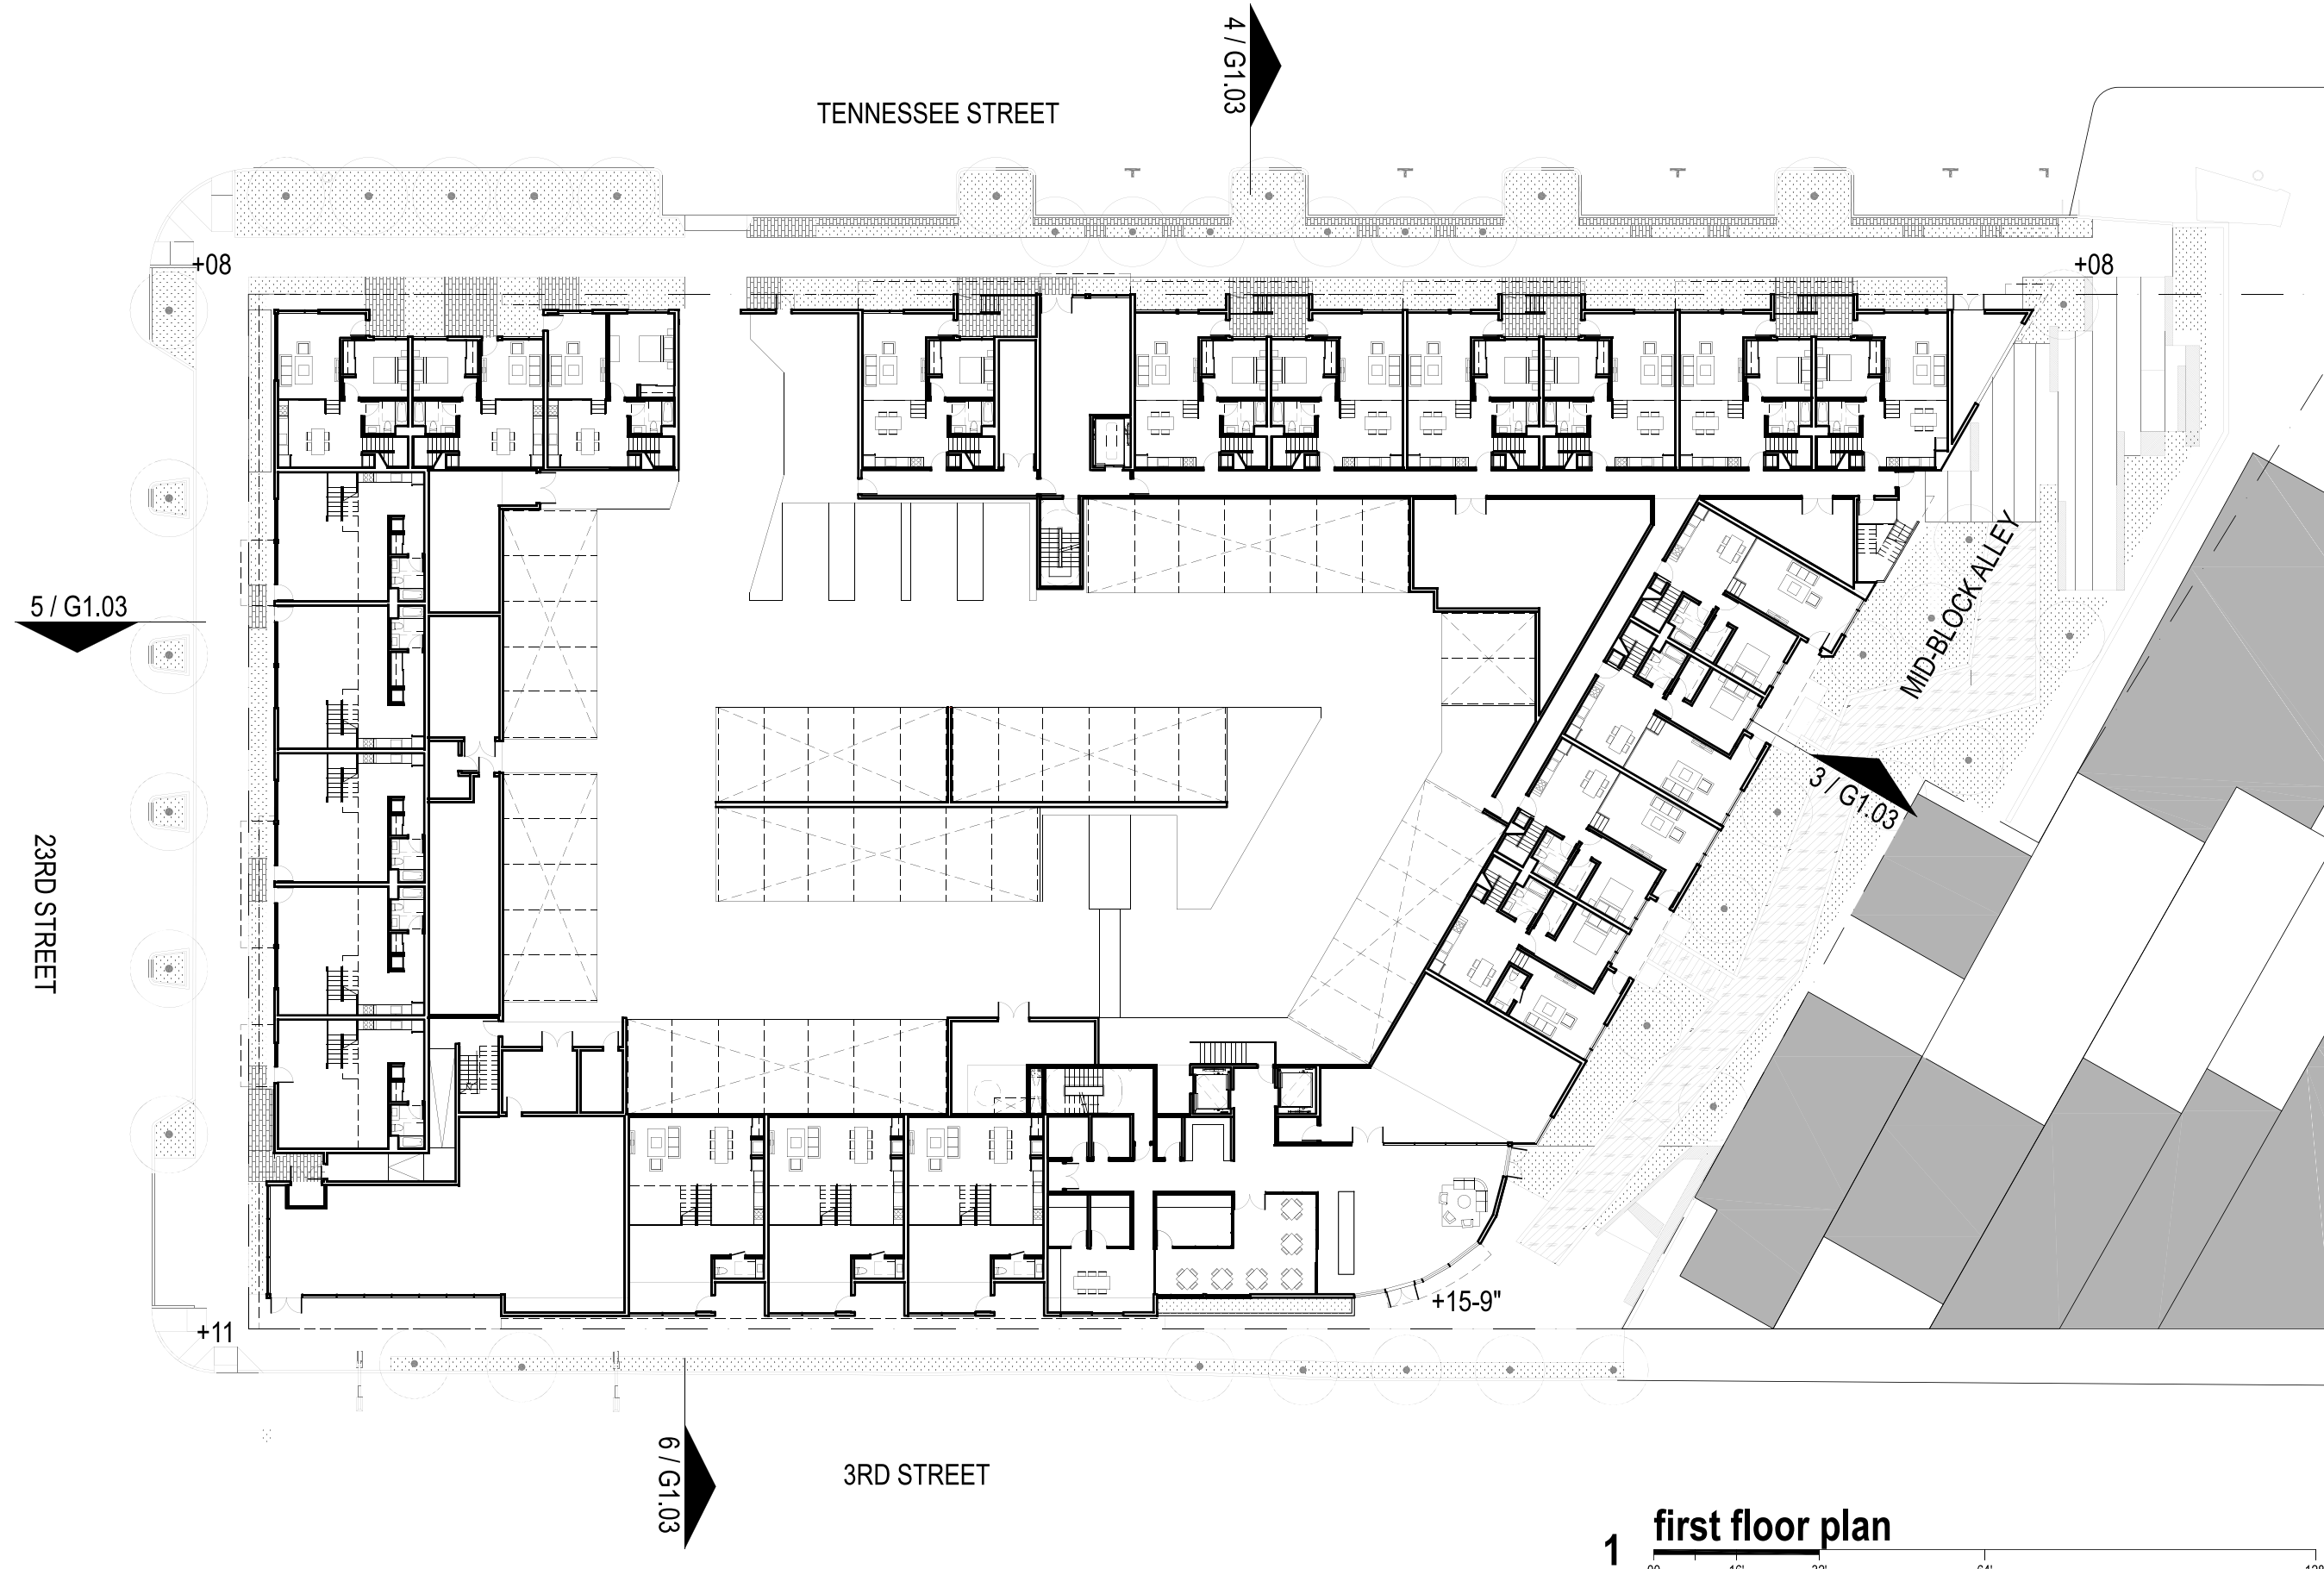 4 / G1.03
TENNESSEE STREET
+08
+08
5 / G1.03
MID-BLOCK ALLEY
3 / G1.03
23RD STREET
+15-9"
+11
6 / G1.03
3RD STREET
first floor plan
1